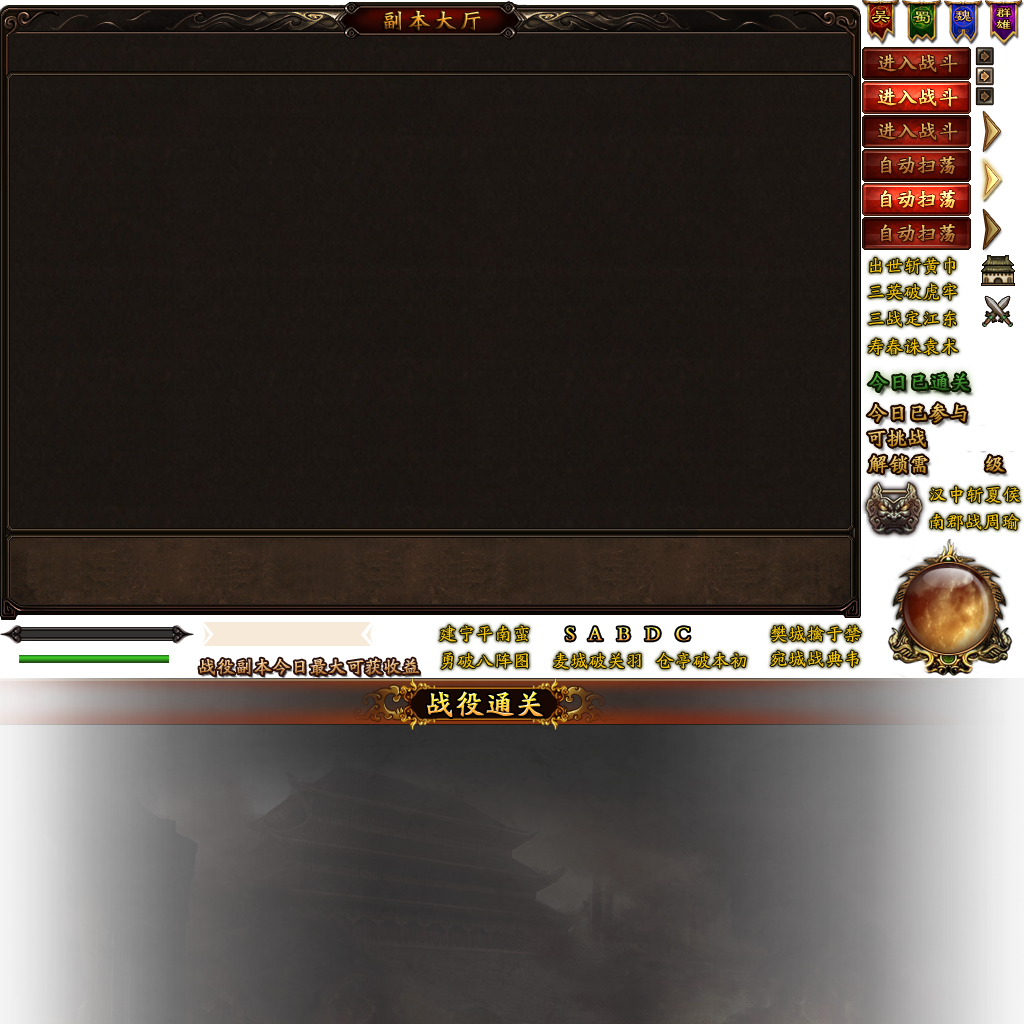 副本大厅
吴
蜀
魏
群雄
进入战斗
进入战斗
进入战斗
自动扫荡
自动扫荡
自动扫荡
出世斩黄巾
三英破虎牢
三战定江东
寿春诛袁术
今日已通关
今日已参与
可挑战
解锁需 级
汉中斩夏侯
南郡战周瑜
建宁平南蛮
S A B D C
樊城擒于禁
战役副本今日最大可获收益
勇破八阵图
麦城破关羽
仓亭破本初
宛城战典韦
战役通关